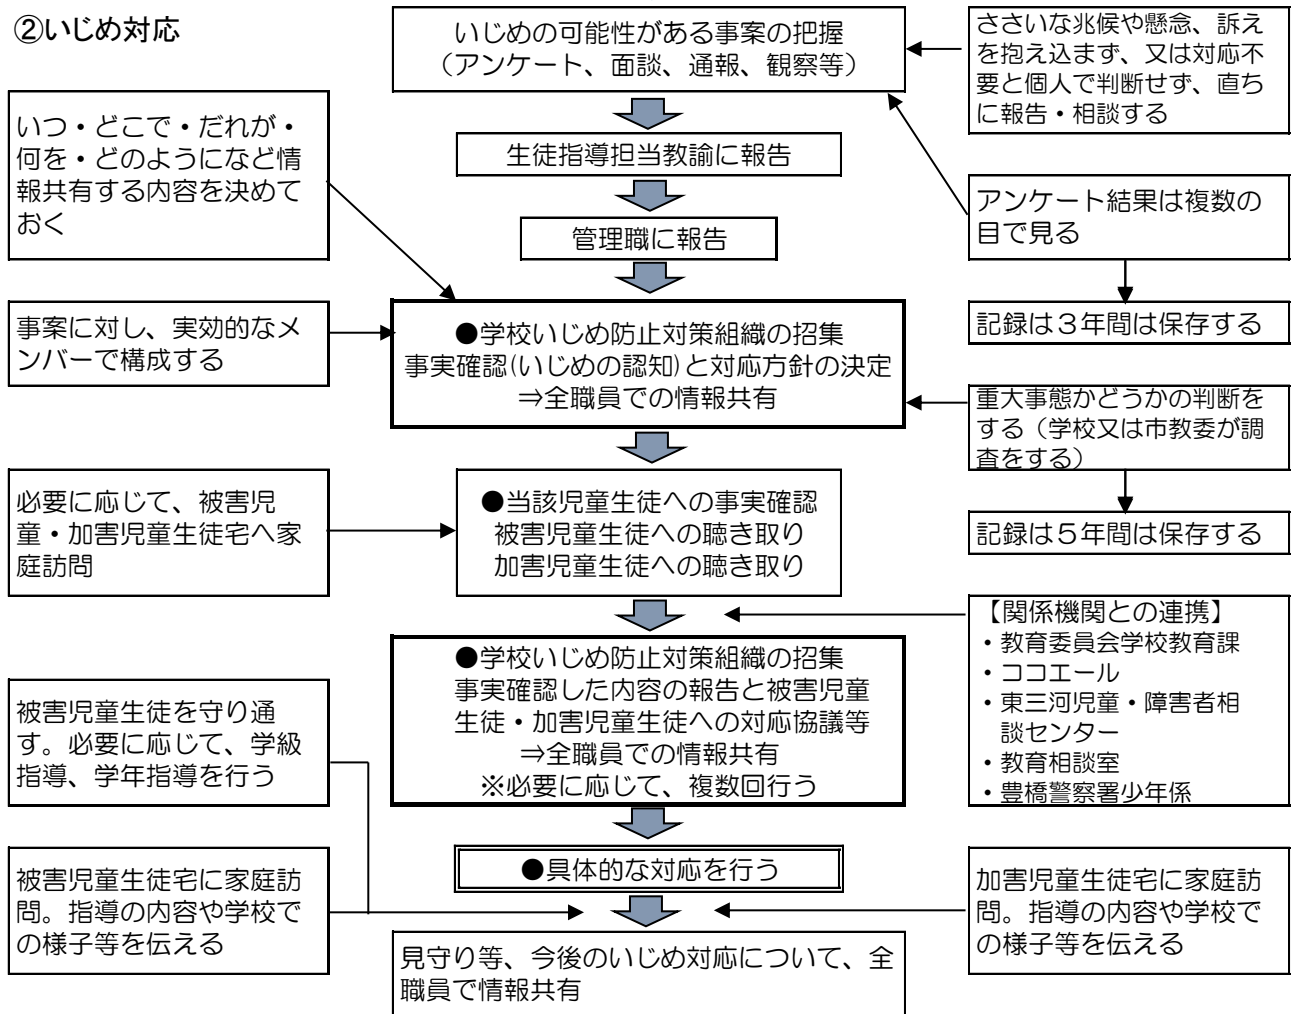 ②いじめ対応
いじめの可能性がある事案の把握
（アンケート、面談、通報、観察等）
ささいな兆候や懸念、訴え
を抱え込まず、又は対応不
要と個人で判断せず、直ち
に報告・相談する
いつ・どこで・だれが・
何を・どのようになど情
報共有する内容を決めて
おく
生徒指導担当教諭に報告
アンケート結果は複数の
目で見る
管理職に報告
記録は３年間は保存する
事案に対し、実効的なメ
ンバーで構成する
●学校いじめ防止対策組織の招集
事実確認(いじめの認知)と対応方針の決定
⇒全職員での情報共有
重大事態かどうかの判断を
する（学校又は市教委が調
査をする）
記録は５年間は保存する
必要に応じて、被害児
童・加害児童生徒宅へ家
庭訪問
●当該児童生徒への事実確認
被害児童生徒への聴き取り
加害児童生徒への聴き取り
【関係機関との連携】
・教育委員会学校教育課
・ココエール
・東三河児童・障害者相
談センター
・教育相談室
・豊橋警察署少年係
●学校いじめ防止対策組織の招集
事実確認した内容の報告と被害児童
生徒・加害児童生徒への対応協議等
⇒全職員での情報共有
※必要に応じて、複数回行う
被害児童生徒を守り通
す。必要に応じて、学級
指導、学年指導を行う
●具体的な対応を行う
被害児童生徒宅に家庭訪
問。指導の内容や学校で
の様子等を伝える
加害児童生徒宅に家庭訪
問。指導の内容や学校で
の様子等を伝える
見守り等、今後のいじめ対応について、全
職員で情報共有